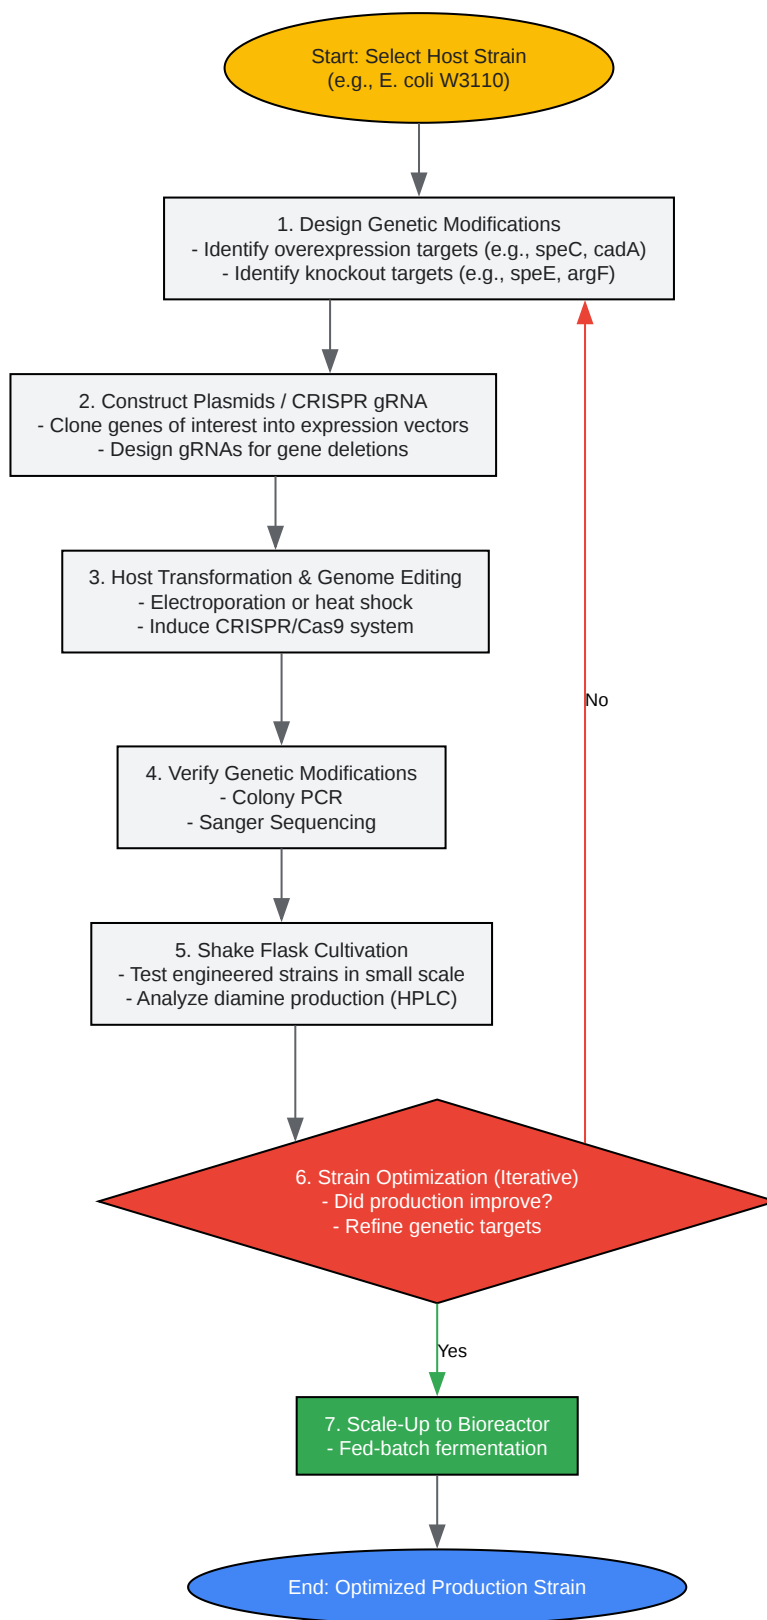 Start: Select Host Strain
(e.g., E. coli W3110)
1. Design Genetic Modifications
- Identify overexpression targets (e.g., speC, cadA)
- Identify knockout targets (e.g., speE, argF)
2. Construct Plasmids / CRISPR gRNA
- Clone genes of interest into expression vectors
- Design gRNAs for gene deletions
3. Host Transformation & Genome Editing
- Electroporation or heat shock
- Induce CRISPR/Cas9 system
No
4. Verify Genetic Modifications
- Colony PCR
- Sanger Sequencing
5. Shake Flask Cultivation
- Test engineered strains in small scale
- Analyze diamine production (HPLC)
6. Strain Optimization (Iterative)
- Did production improve?
- Refine genetic targets
Yes
7. Scale-Up to Bioreactor
- Fed-batch fermentation
End: Optimized Production Strain